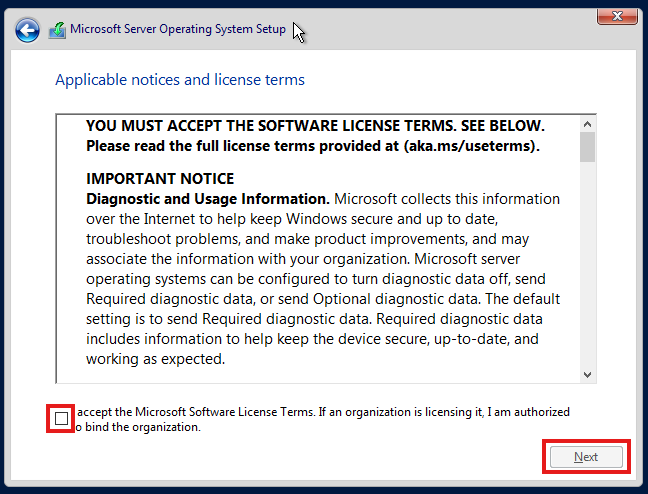 Microsoft Server Operating System Setup
Applicable notices and license terms
YOU MUST ACCEPT THE SOFTWARE LICENSE TERMS. SEE BELOW.
Please read the full license terms provided at (aka.ms/useterms).
IMPORTANT NOTICE
Diagnostic and Usage Information. Microsoft collects this information
over the Internet to help keep Windows secure and up to date,
troubleshoot problems, and make product improvements, and may
associate the information with your organization. Microsoft server
operating systems can be configured to turn diagnostic data off, send
Required diagnostic data, or send Optional diagnostic data. The default
setting is to send Required diagnostic data. Required diagnostic data
includes information to help keep the device secure, up-to-date, and
working as expected.
accept the Microsoft Software License Terms. If an organization is licensing it, I am authorized
o bind the organization.
Next